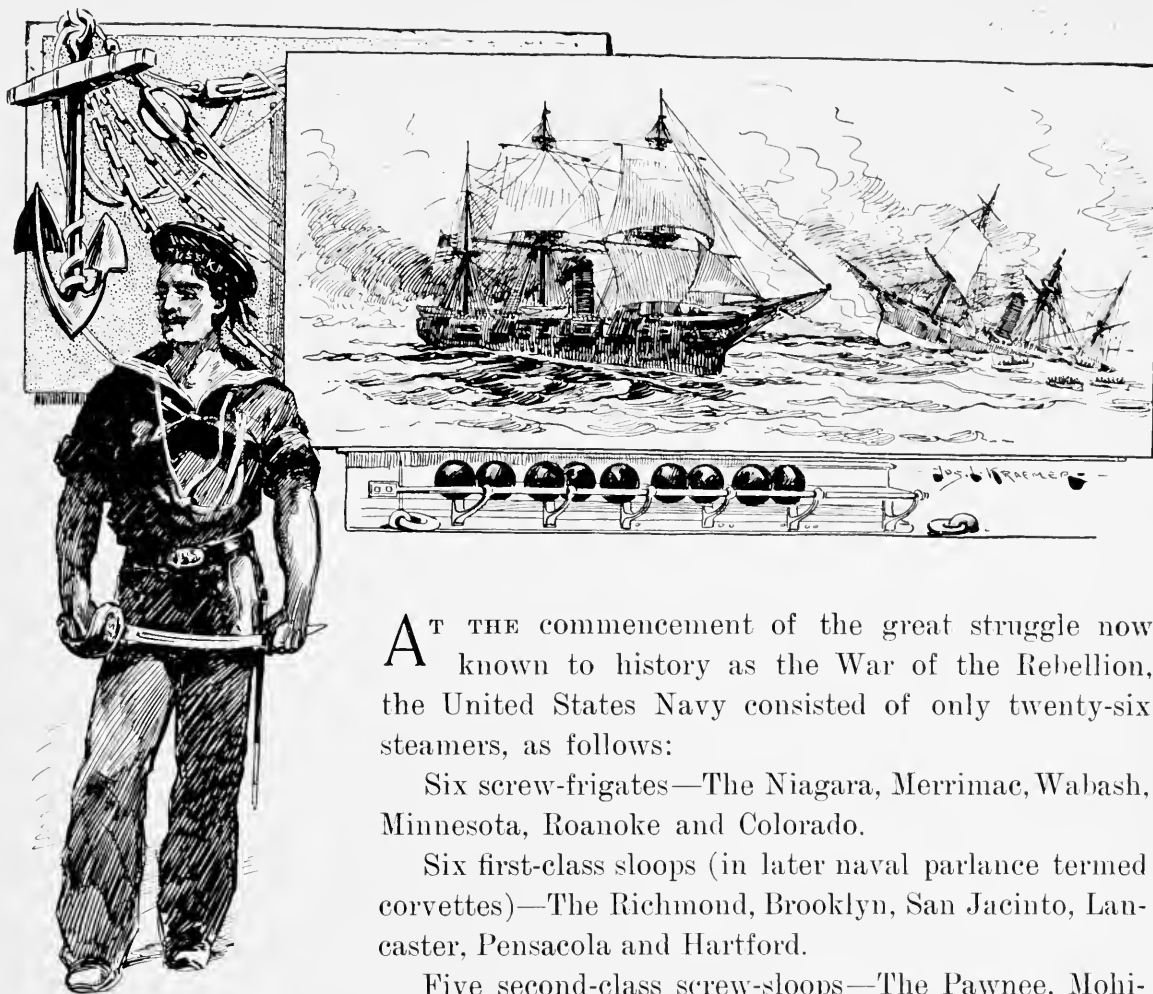 Jos. L Kraemer
AT THE commencement of the great struggle now
known to history as the War of the Rebellion,
the United States Navy consisted of only twenty-six
steamers, as follows:
Six screw-frigates—The Niagara, Merrimac, Wabash,
Minnesota, Roanoke and Colorado.
Six first-class sloops (in later naval parlance termed
corvettes)—The Richmond, Brooklyn, San Jacinto, Lan-
caster, Pensacola and Hartford.
Five second-class screw-sloops—The Pawnee, Mohi-